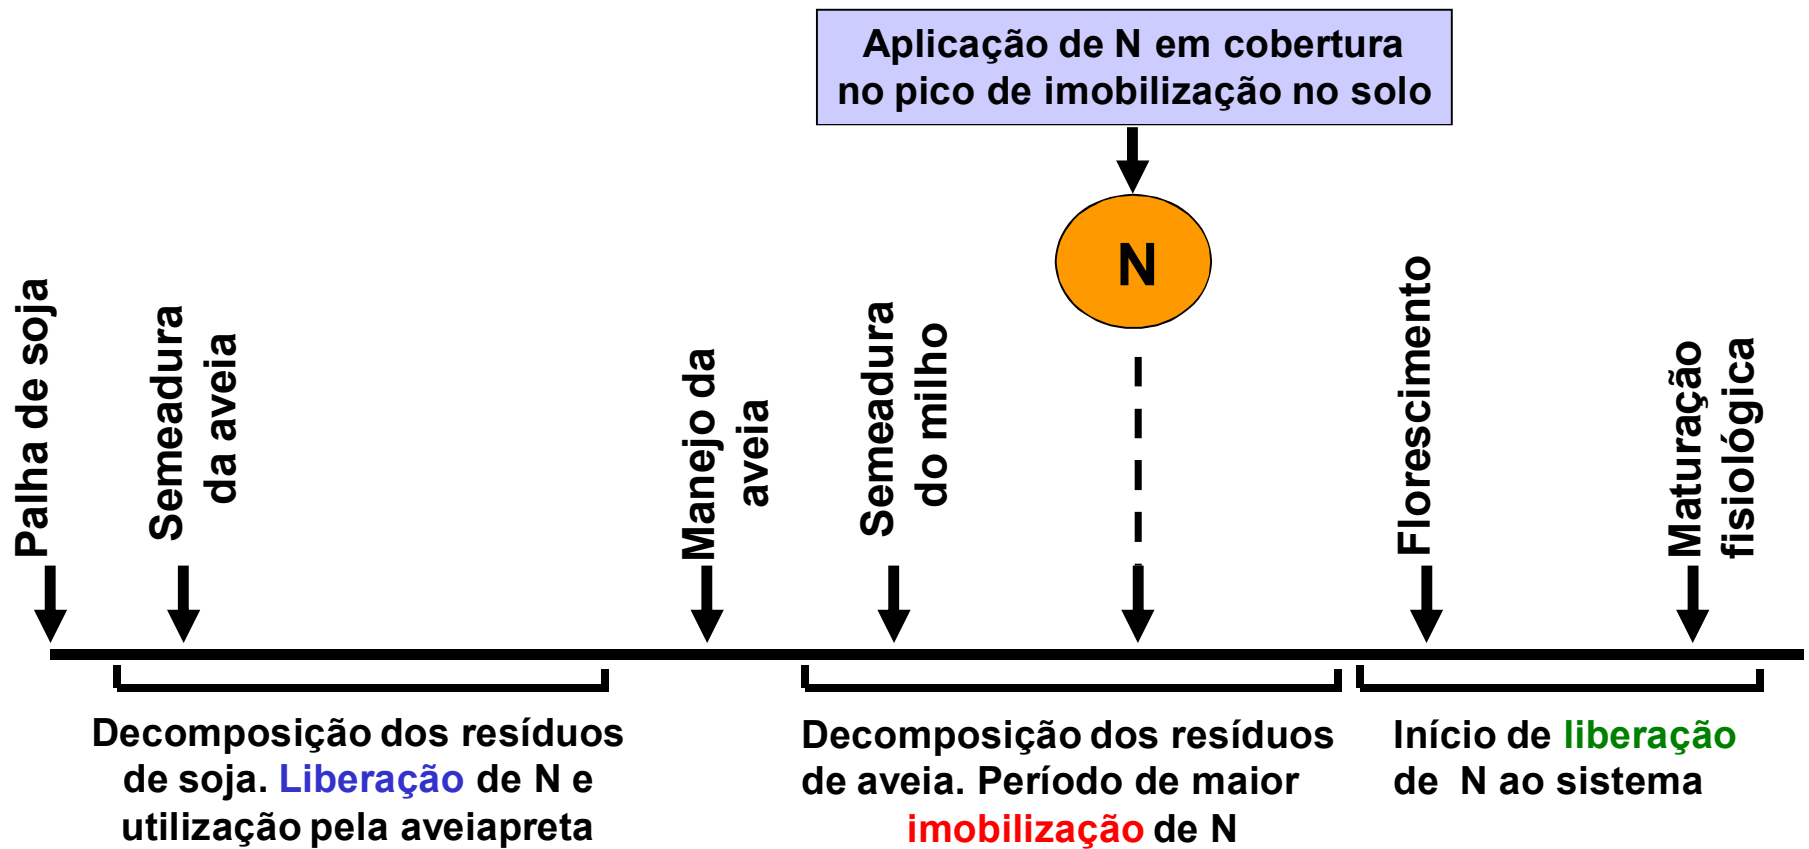 Aplicação de N em cobertura
no pico de imobilização no solo
N
Palha de soja
Semeadura
da aveia
Manejo da
aveia
Semeadura
do milho
Florescimento
Maturação
fisiológica
Decomposição dos resíduos
de soja. Liberação de N e
utilização pela aveiapreta
Decomposição dos resíduos
de aveia. Período de maior
imobilização de N
Início de liberação
de N ao sistema